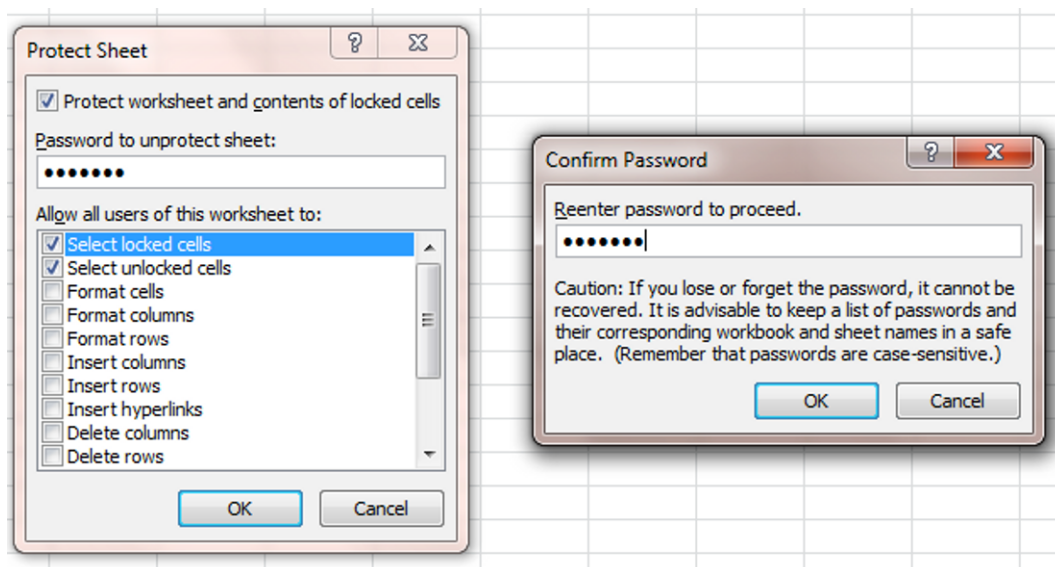 Protect Sheet
Protect worksheet and contents of locked cells
Password to unprotect sheet:
•••••••
Allow all users of this worksheet to:
Select locked cells
Select unlocked cells
Format cells
Format columns
Format rows
Insert columns
Insert rows
Insert hyperlinks
Delete columns
Delete rows
OK Cancel
Confirm Password
Reenter password to proceed.
•••••••
Caution: If you lose or forget the password, it cannot be
recovered. It is advisable to keep a list of passwords and
their corresponding workbook and sheet names in a safe
place. (Remember that passwords are case-sensitive.)
OK Cancel